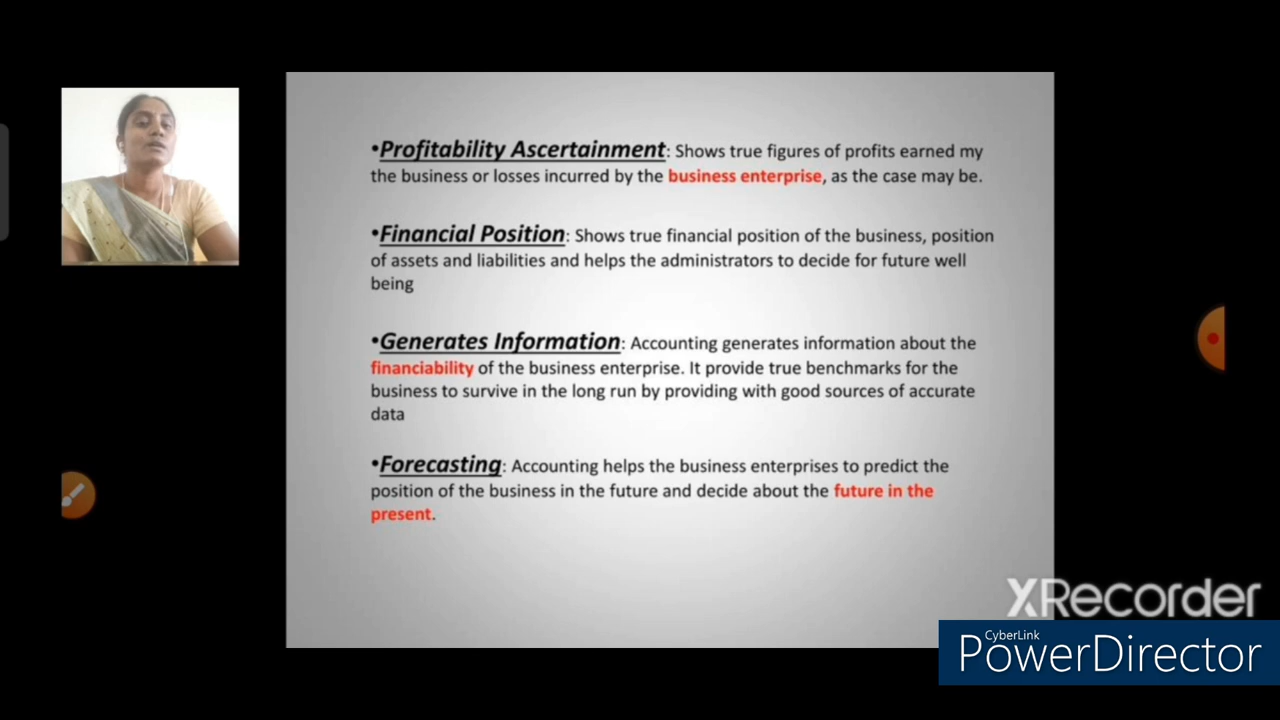 •Profitability Ascertainment: Shows true figures of profits earned my
the business or losses incurred by the business enterprise, as the case may be.
•Financial Position: Shows true financial position of the business, position
of assets and liabilities and helps the administrators to decide for future well
being
•Generates Information: Accounting generates information about the
financiability of the business enterprise. It provide true benchmarks for the
business to survive in the long run by providing with good sources of accurate
data
•Forecasting: Accounting helps the business enterprises to predict the
position of the business in the future and decide about the future in the
present.
XRecorder
CyberLink
PowerDirector